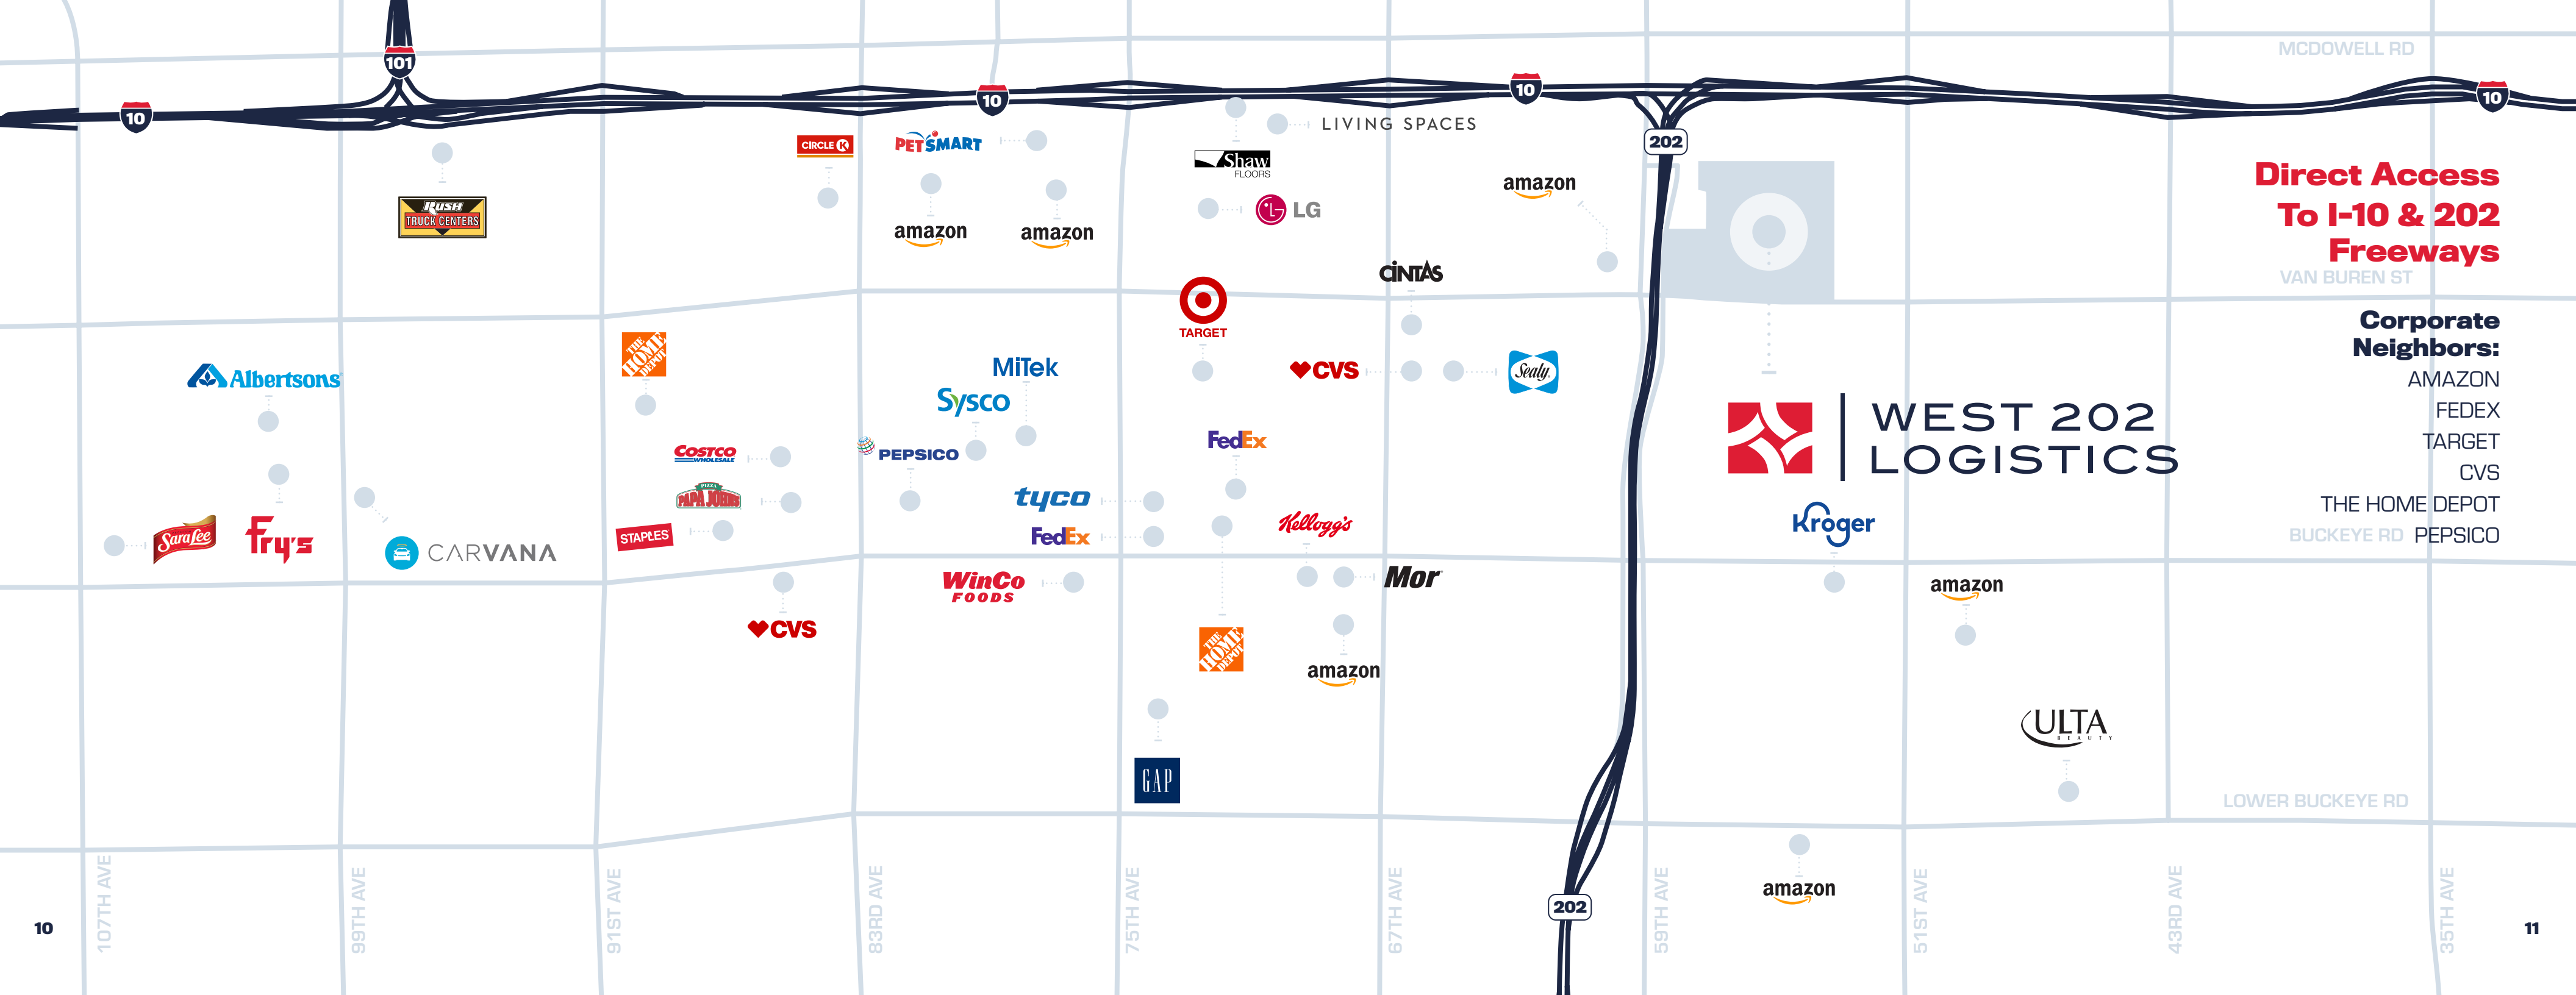 MCDOWELL RD
101
10
10
10
10
202
CIRCLE K
PETSMART
LIVING SPACES
Shaw
FLOORS
RUSH
TRUCK CENTERS
amazon
amazon
LG
amazon
Direct Access
To I-10 & 202
Freeways
VAN BUREN ST
CINTAS
TARGET
Corporate
Neighbors:
AMAZON
FEDEX
TARGET
CVS
THE HOME DEPOT
PEPSICO
BUCKEYE RD
Albertsons
THE
HOME
DEPOT
MiTek
Sysco
CVS
Sealy
WEST 202
LOGISTICS
COSTCO
WHOLESALE
PEPSICO
FedEx
PIZZA
PAPA JOHN'S
tyco
STAPLES
FedEx
Kellogg's
Kroger
Sara Lee
Fry's
CARVANA
WinCo
FOODS
Mor
amazon
CVS
THE
HOME
DEPOT
amazon
GAP
ULTA
BEAUTY
LOWER BUCKEYE RD
amazon
202
107TH AVE
99TH AVE
91ST AVE
83RD AVE
75TH AVE
67TH AVE
59TH AVE
51ST AVE
43RD AVE
35TH AVE
10
11